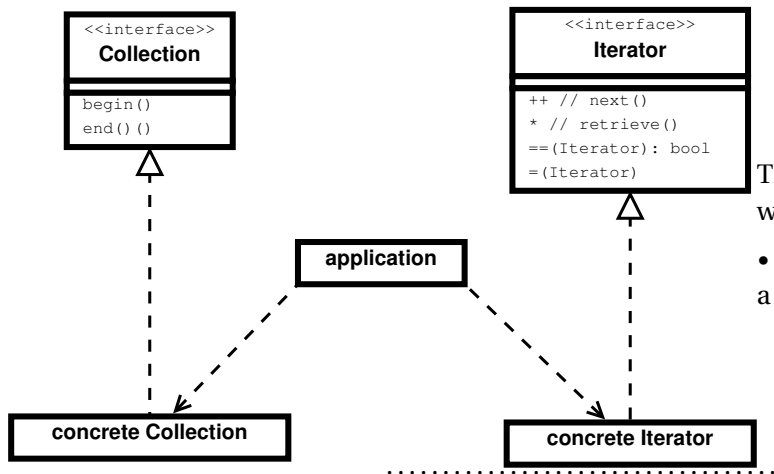 <<interface>>
Collection
begin()
end()()
<<interface>>
Iterator
++ // next()
* // retrieve()
==(Iterator): bool
=(Iterator)
application
concrete Collection
concrete Iterator
•
a